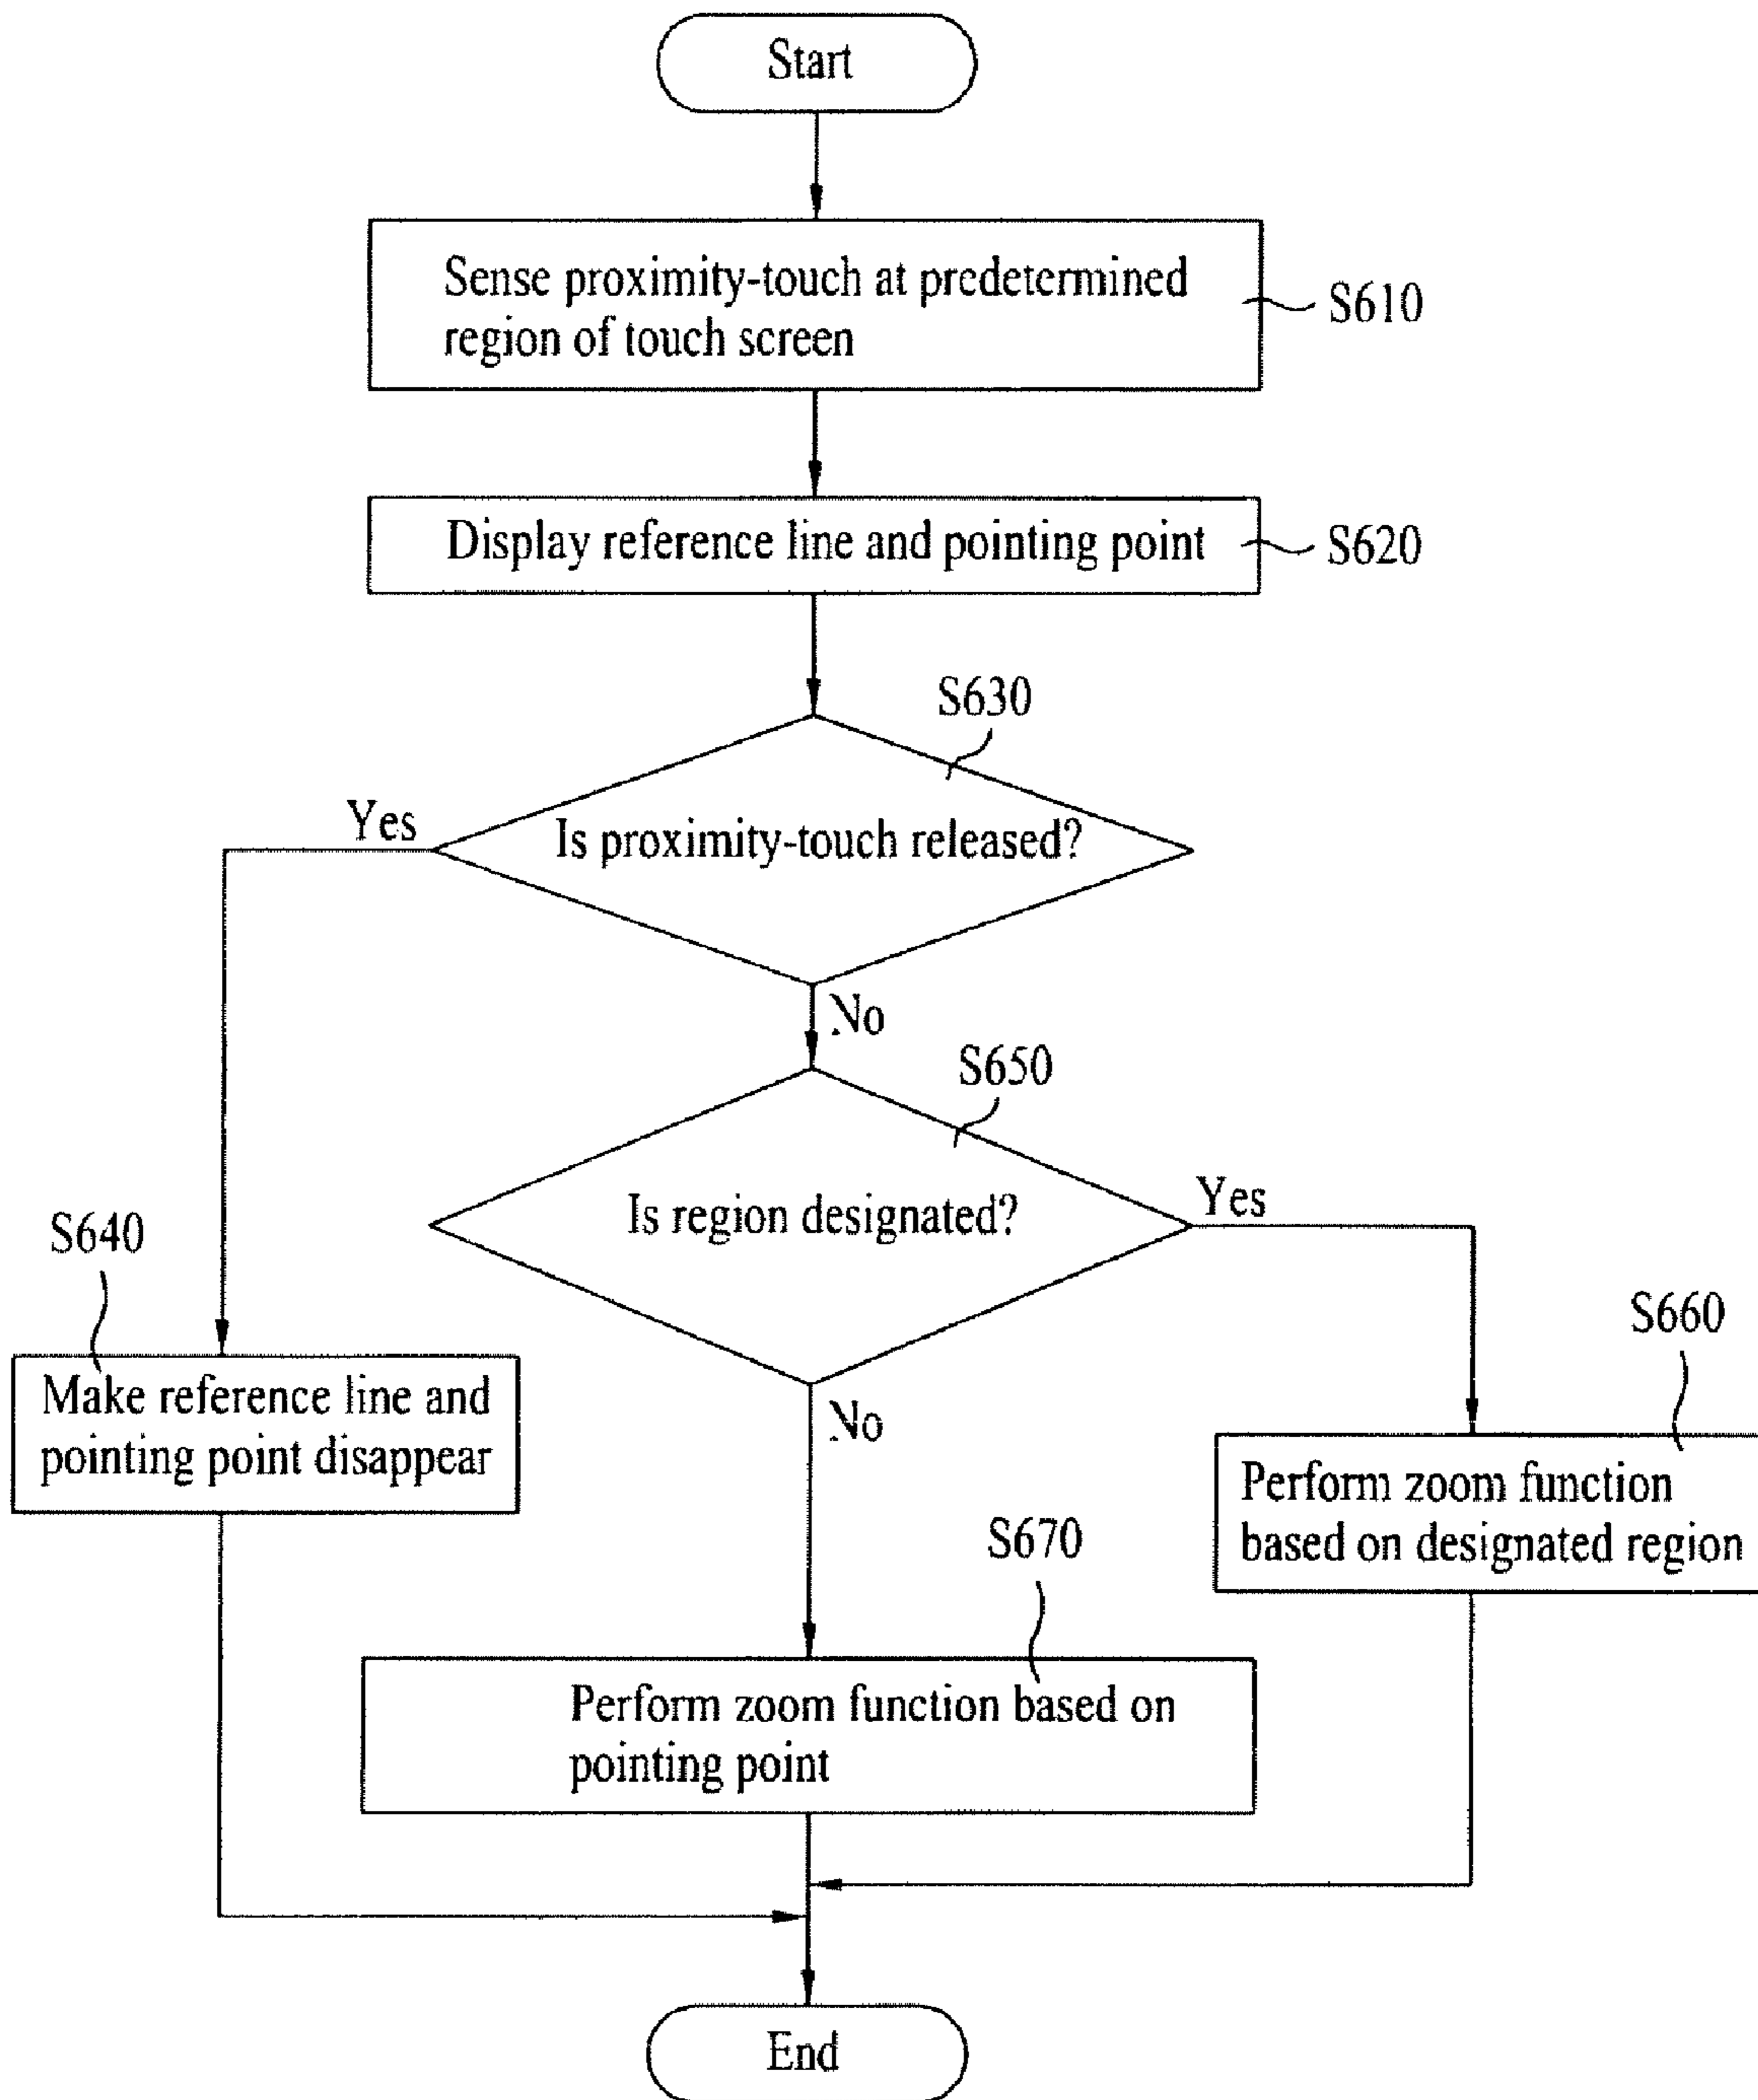 Start
Sense proximity-touch at predetermined
region of touch screen
S610
Display reference line and pointing point
S620
S630
Is proximity-touch released?
Yes
No
S650
Is region designated?
Yes
No
S640
Make reference line and
pointing point disappear
S660
Perform zoom function
based on designated region
S670
Perform zoom function based on
pointing point
End